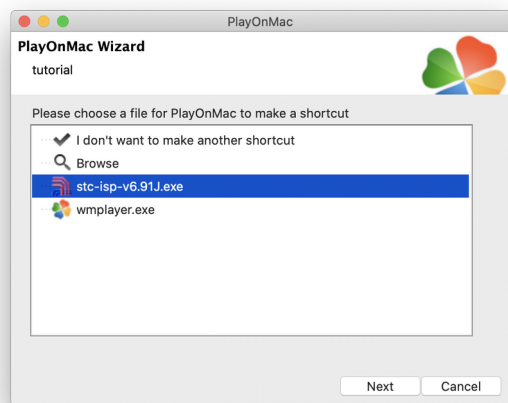 PlayOnMac
PlayOnMac Wizard
tutorial
Please choose a file for PlayOnMac to make a shortcut
I don't want to make another shortcut
Browse
stc-isp-v6.91J.exe
wmplayer.exe
Next
Cancel